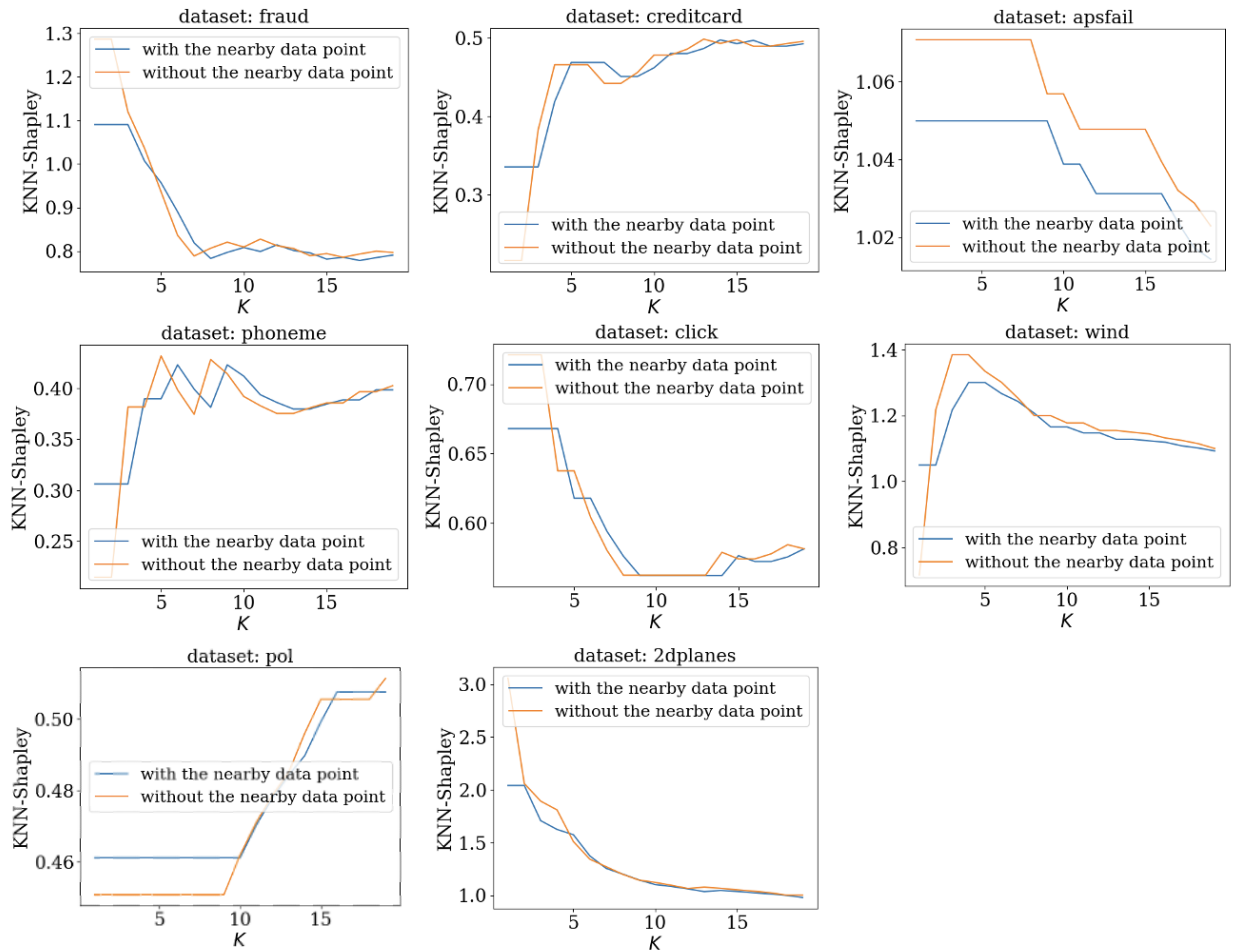 dataset: fraud
KNN-Shapley
1.3
1.2
1.1
1.0
0.9
0.8
with the nearby data point
without the nearby data point
5
10
15
K
dataset: creditcard
KNN-Shapley
0.5
0.4
0.3
with the nearby data point
without the nearby data point
5
10
15
K
dataset: apsfail
KNN-Shapley
1.06
1.04
1.02
with the nearby data point
without the nearby data point
5
10
15
K
dataset: phoneme
KNN-Shapley
0.40
0.35
0.30
0.25
with the nearby data point
without the nearby data point
5
10
15
K
dataset: click
KNN-Shapley
0.70
0.65
0.60
with the nearby data point
without the nearby data point
5
10
15
K
dataset: wind
KNN-Shapley
1.4
1.2
1.0
0.8
with the nearby data point
without the nearby data point
5
10
15
K
dataset: pol
KNN-Shapley
0.50
0.48
0.46
with the nearby data point
without the nearby data point
5
10
15
K
dataset: 2dplanes
KNN-Shapley
3.0
2.5
2.0
1.5
1.0
with the nearby data point
without the nearby data point
5
10
15
K